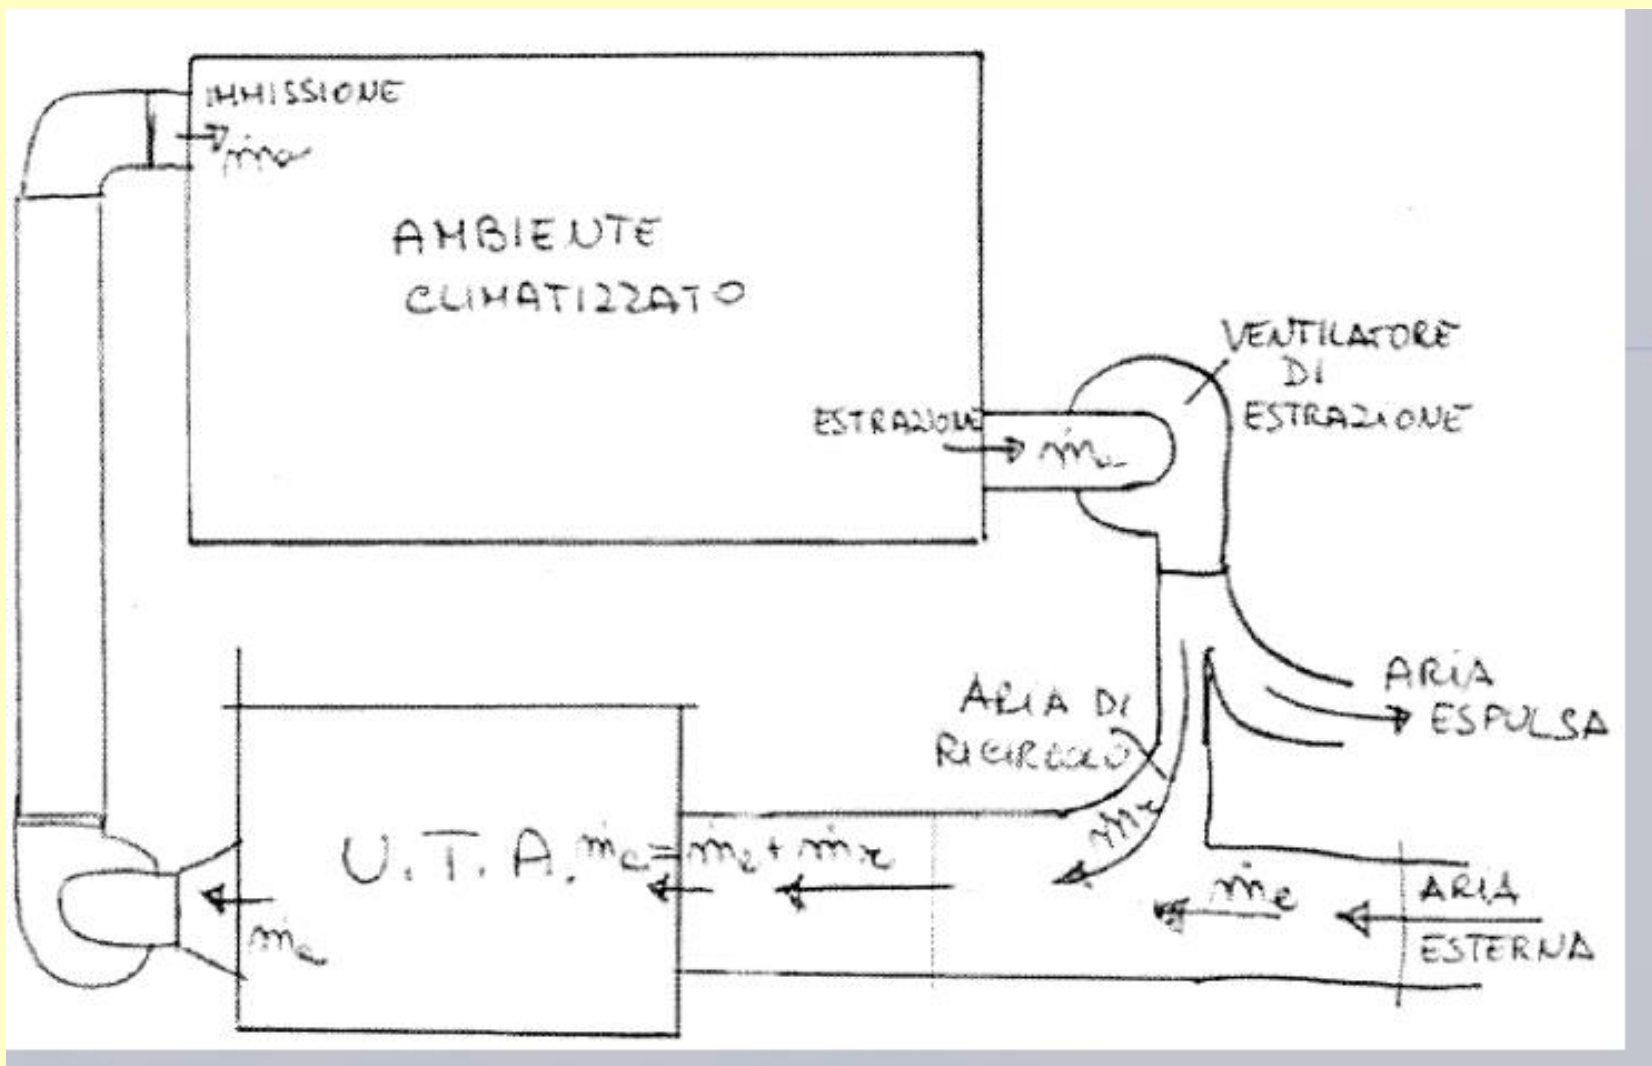 IMMISSIONE
ṁa
AMBIENTE
CLIMATIZZATO
VENTILATORE
DI
ESTRAZIONE
ESTRAZIONE
ṁa
ARIA
ESPULSA
ARIA DI
RICIRCOLO
ṁr
U.T.A.
ṁa = ṁe + ṁr
ṁe
ARIA
ESTERNA
ṁa